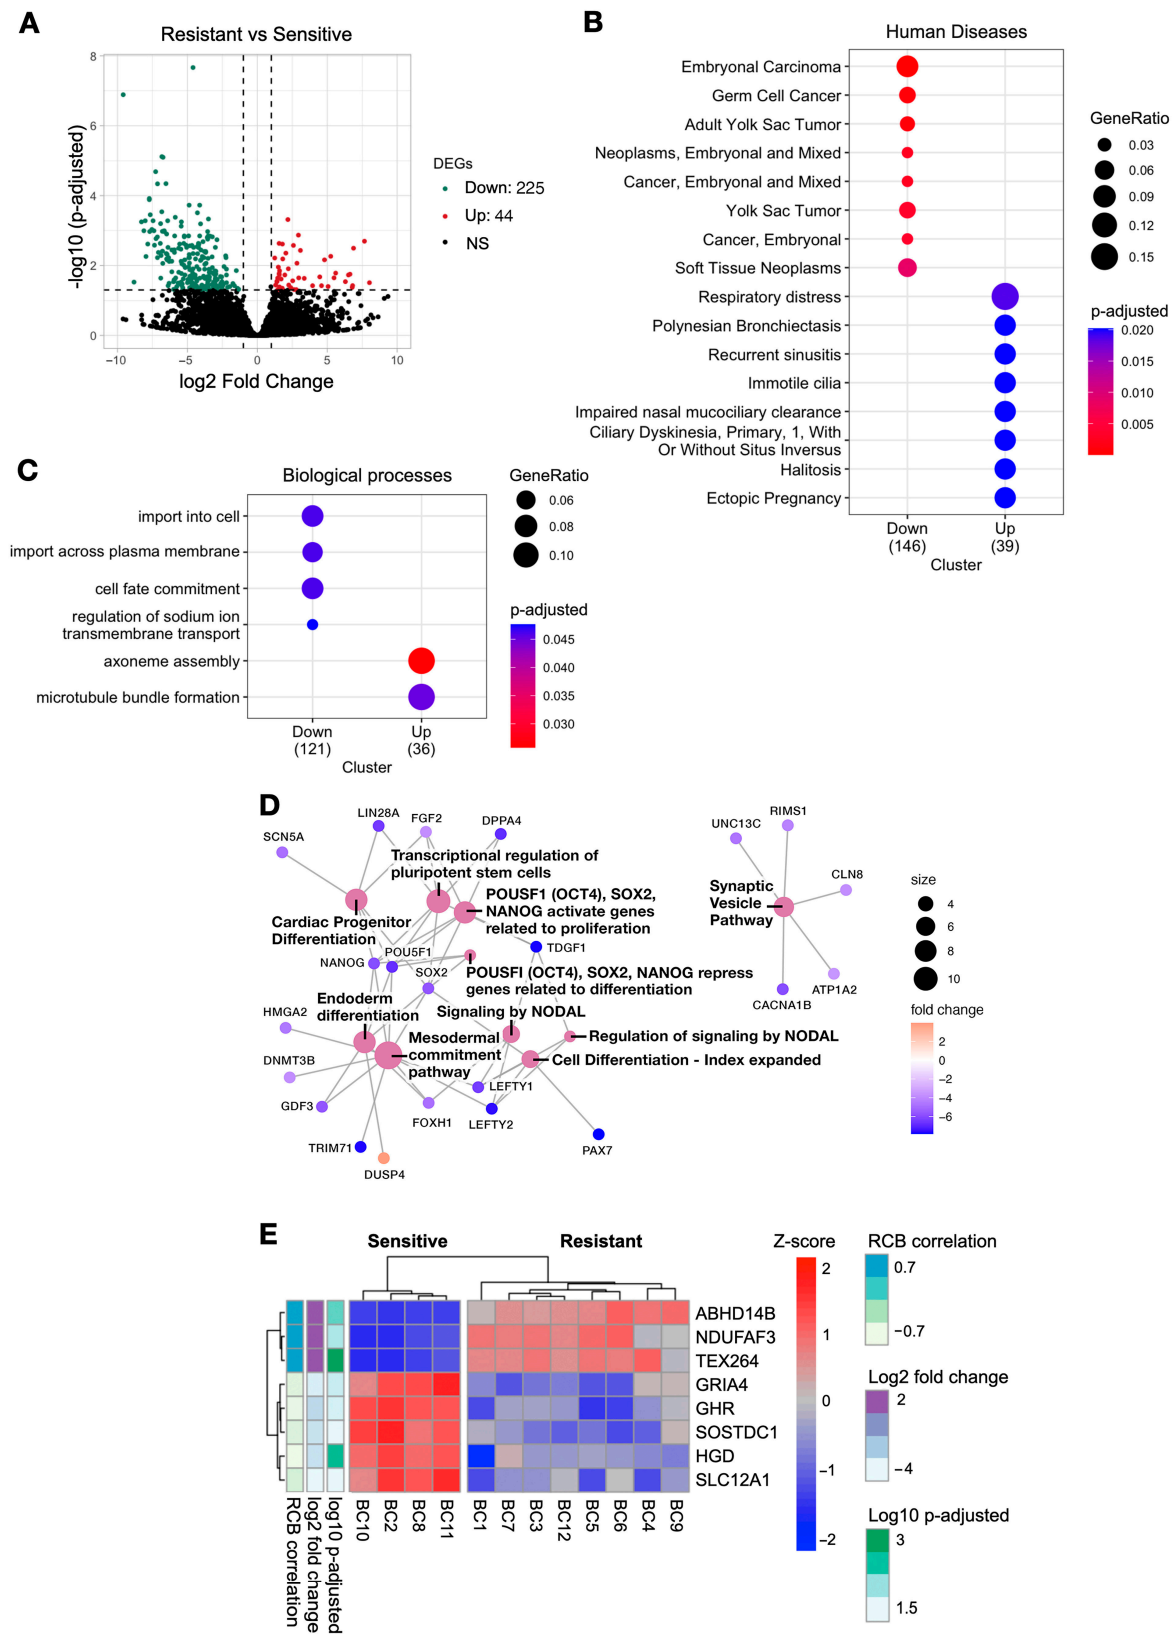 A
Resistant vs Sensitive
8
6
4
2
0
−10
−5
0
5
10
-log10 (p-adjusted)
log2 Fold Change
DEGs
Down: 225
Up: 44
NS
B
Human Diseases
Embryonal Carcinoma
Germ Cell Cancer
Adult Yolk Sac Tumor
Neoplasms, Embryonal and Mixed
Cancer, Embryonal and Mixed
Yolk Sac Tumor
Cancer, Embryonal
Soft Tissue Neoplasms
Respiratory distress
Polynesian Bronchiectasis
Recurrent sinusitis
Immotile cilia
Impaired nasal mucociliary clearance
Ciliary Dyskinesia, Primary, 1, With
Or Without Situs Inversus
Halitosis
Ectopic Pregnancy
Down
(146)
Up
(39)
Cluster
GeneRatio
0.03
0.06
0.09
0.12
0.15
p-adjusted
0.020
0.015
0.010
0.005
C
Biological processes
import into cell
import across plasma membrane
cell fate commitment
regulation of sodium ion
transmembrane transport
axoneme assembly
microtubule bundle formation
Down
(121)
Up
(36)
Cluster
GeneRatio
0.06
0.08
0.10
p-adjusted
0.045
0.040
0.035
0.030
D
LIN28A
FGF2
DPPA4
SCN5A
Transcriptional regulation of
pluripotent stem cells
POUSF1 (OCT4), SOX2,
NANOG activate genes
related to proliferation
Cardiac Progenitor
Differentiation
POU5F1
NANOG
SOX2
TDGF1
POUSFI (OCT4), SOX2, NANOG repress
genes related to differentiation
Endoderm
differentiation
Signaling by NODAL
HMGA2
Mesodermal
commitment
pathway
Regulation of signaling by NODAL
Cell Differentiation - Index expanded
DNMT3B
LEFTY1
GDF3
FOXH1
LEFTY2
TRIM71
PAX7
DUSP4
RIMS1
UNC13C
CLN8
Synaptic
Vesicle
Pathway
ATP1A2
CACNA1B
size
4
6
8
10
fold change
2
0
−2
−4
−6
E
Sensitive
Resistant
ABHD14B
NDUFAF3
TEX264
GRIA4
GHR
SOSTDC1
HGD
SLC12A1
RCB correlation
log2 fold change
log10 p-adjusted
BC10
BC2
BC8
BC11
BC1
BC7
BC3
BC12
BC5
BC6
BC4
BC9
Z-score
2
1
0
−1
−2
RCB correlation
0.7
−0.7
Log2 fold change
2
−4
Log10 p-adjusted
3
1.5